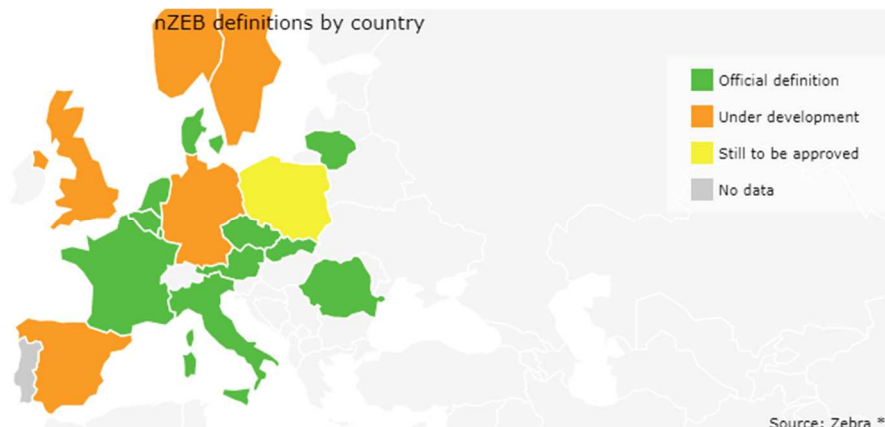 nZEB definitions by country
Official definition
Under development
Still to be approved
No data
Source: Zebra *